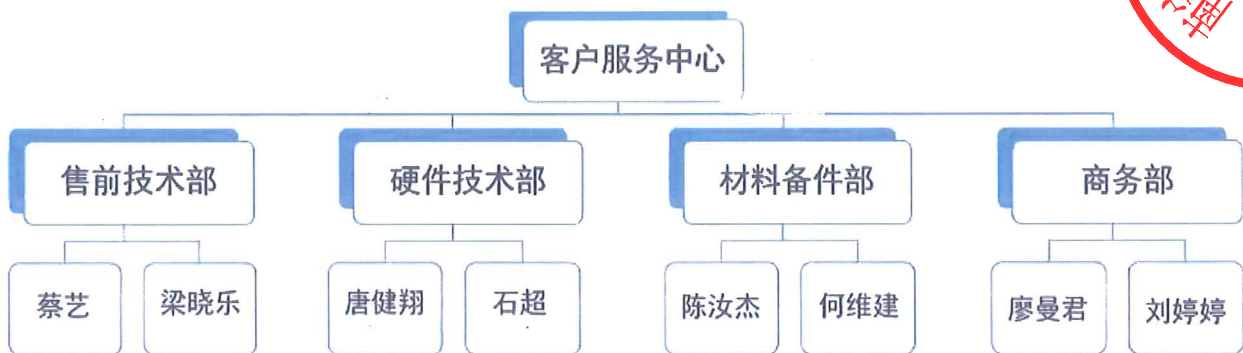 客户服务中心
售前技术部
硬件技术部
材料备件部
商务部
蔡艺
梁晓乐
唐健翔
石超
陈汝杰
何维建
廖曼君
刘婷婷